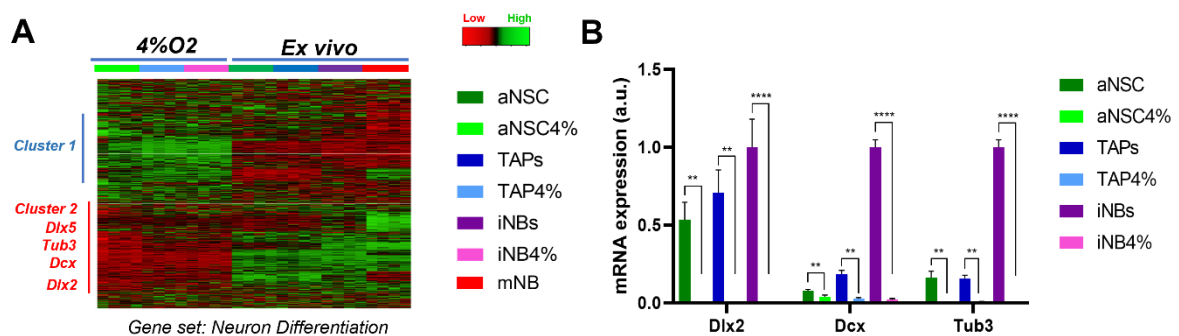 A
4%O2
Ex vivo
Low
High
Cluster 1
Cluster 2
Dlx5
Tub3
Dcx
Dlx2
Gene set: Neuron Differentiation
aNSC
aNSC4%
TAPs
TAP4%
iNBs
iNB4%
mNB
B
mRNA expression (a.u.)
1.5
1.0
0.5
0.0
**
**
****
**
**
****
**
**
****
Dlx2
Dcx
Tub3
aNSC
aNSC4%
TAPs
TAP4%
iNBs
iNB4%